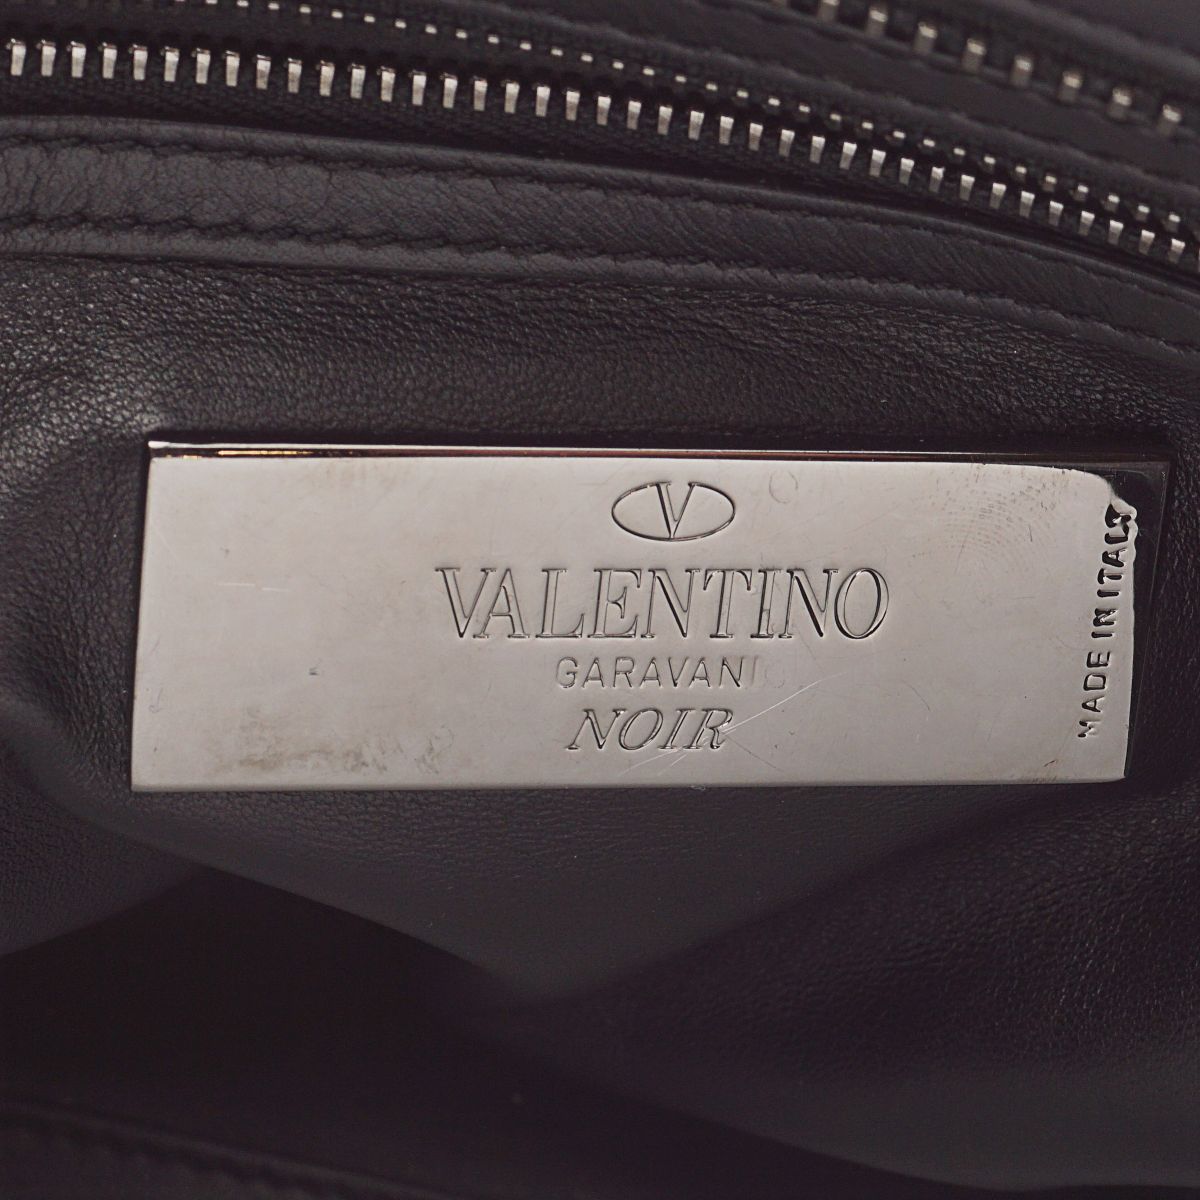 V
VALENTINO
GARAVANI
NOIR
MADE IN ITALY